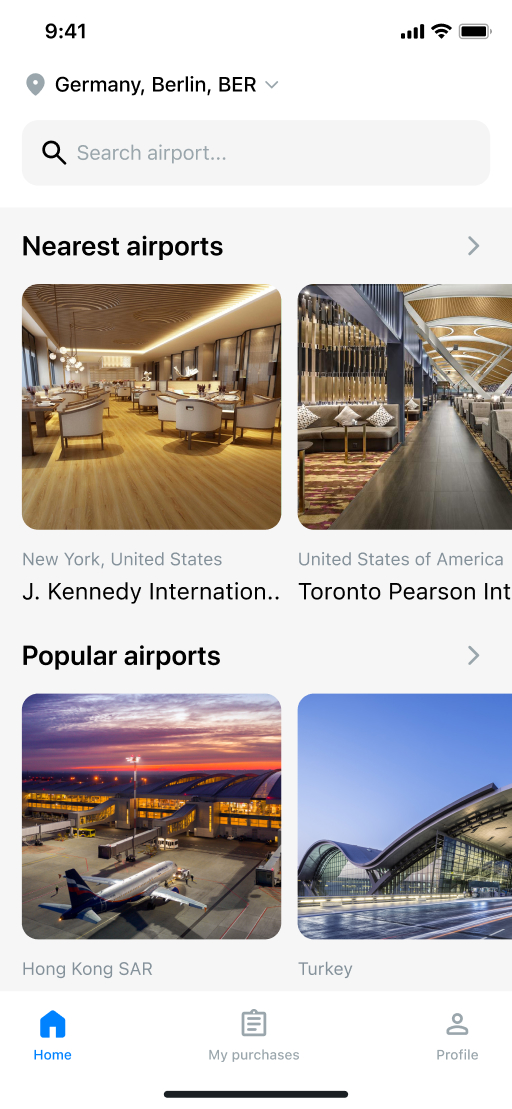 9:41
Germany, Berlin, BER
Search airport...
Nearest airports
New York, United States
United States of America
J. Kennedy Internation..
Toronto Pearson Int
Popular airports
Hong Kong SAR
Turkey
Home
My purchases
Profile